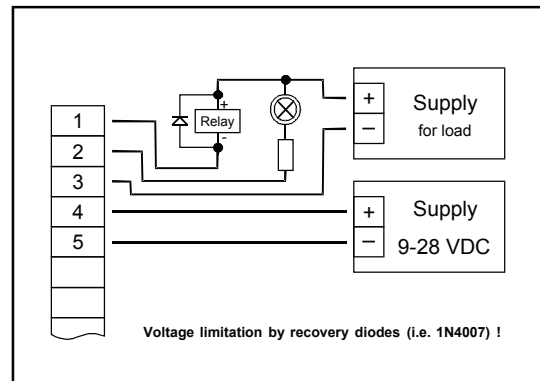 1
2
3
4
5
+
Relay
-
+
−
Supply
for load
+
−
Supply
9-28 VDC
Voltage limitation by recovery diodes (i.e. 1N4007) !